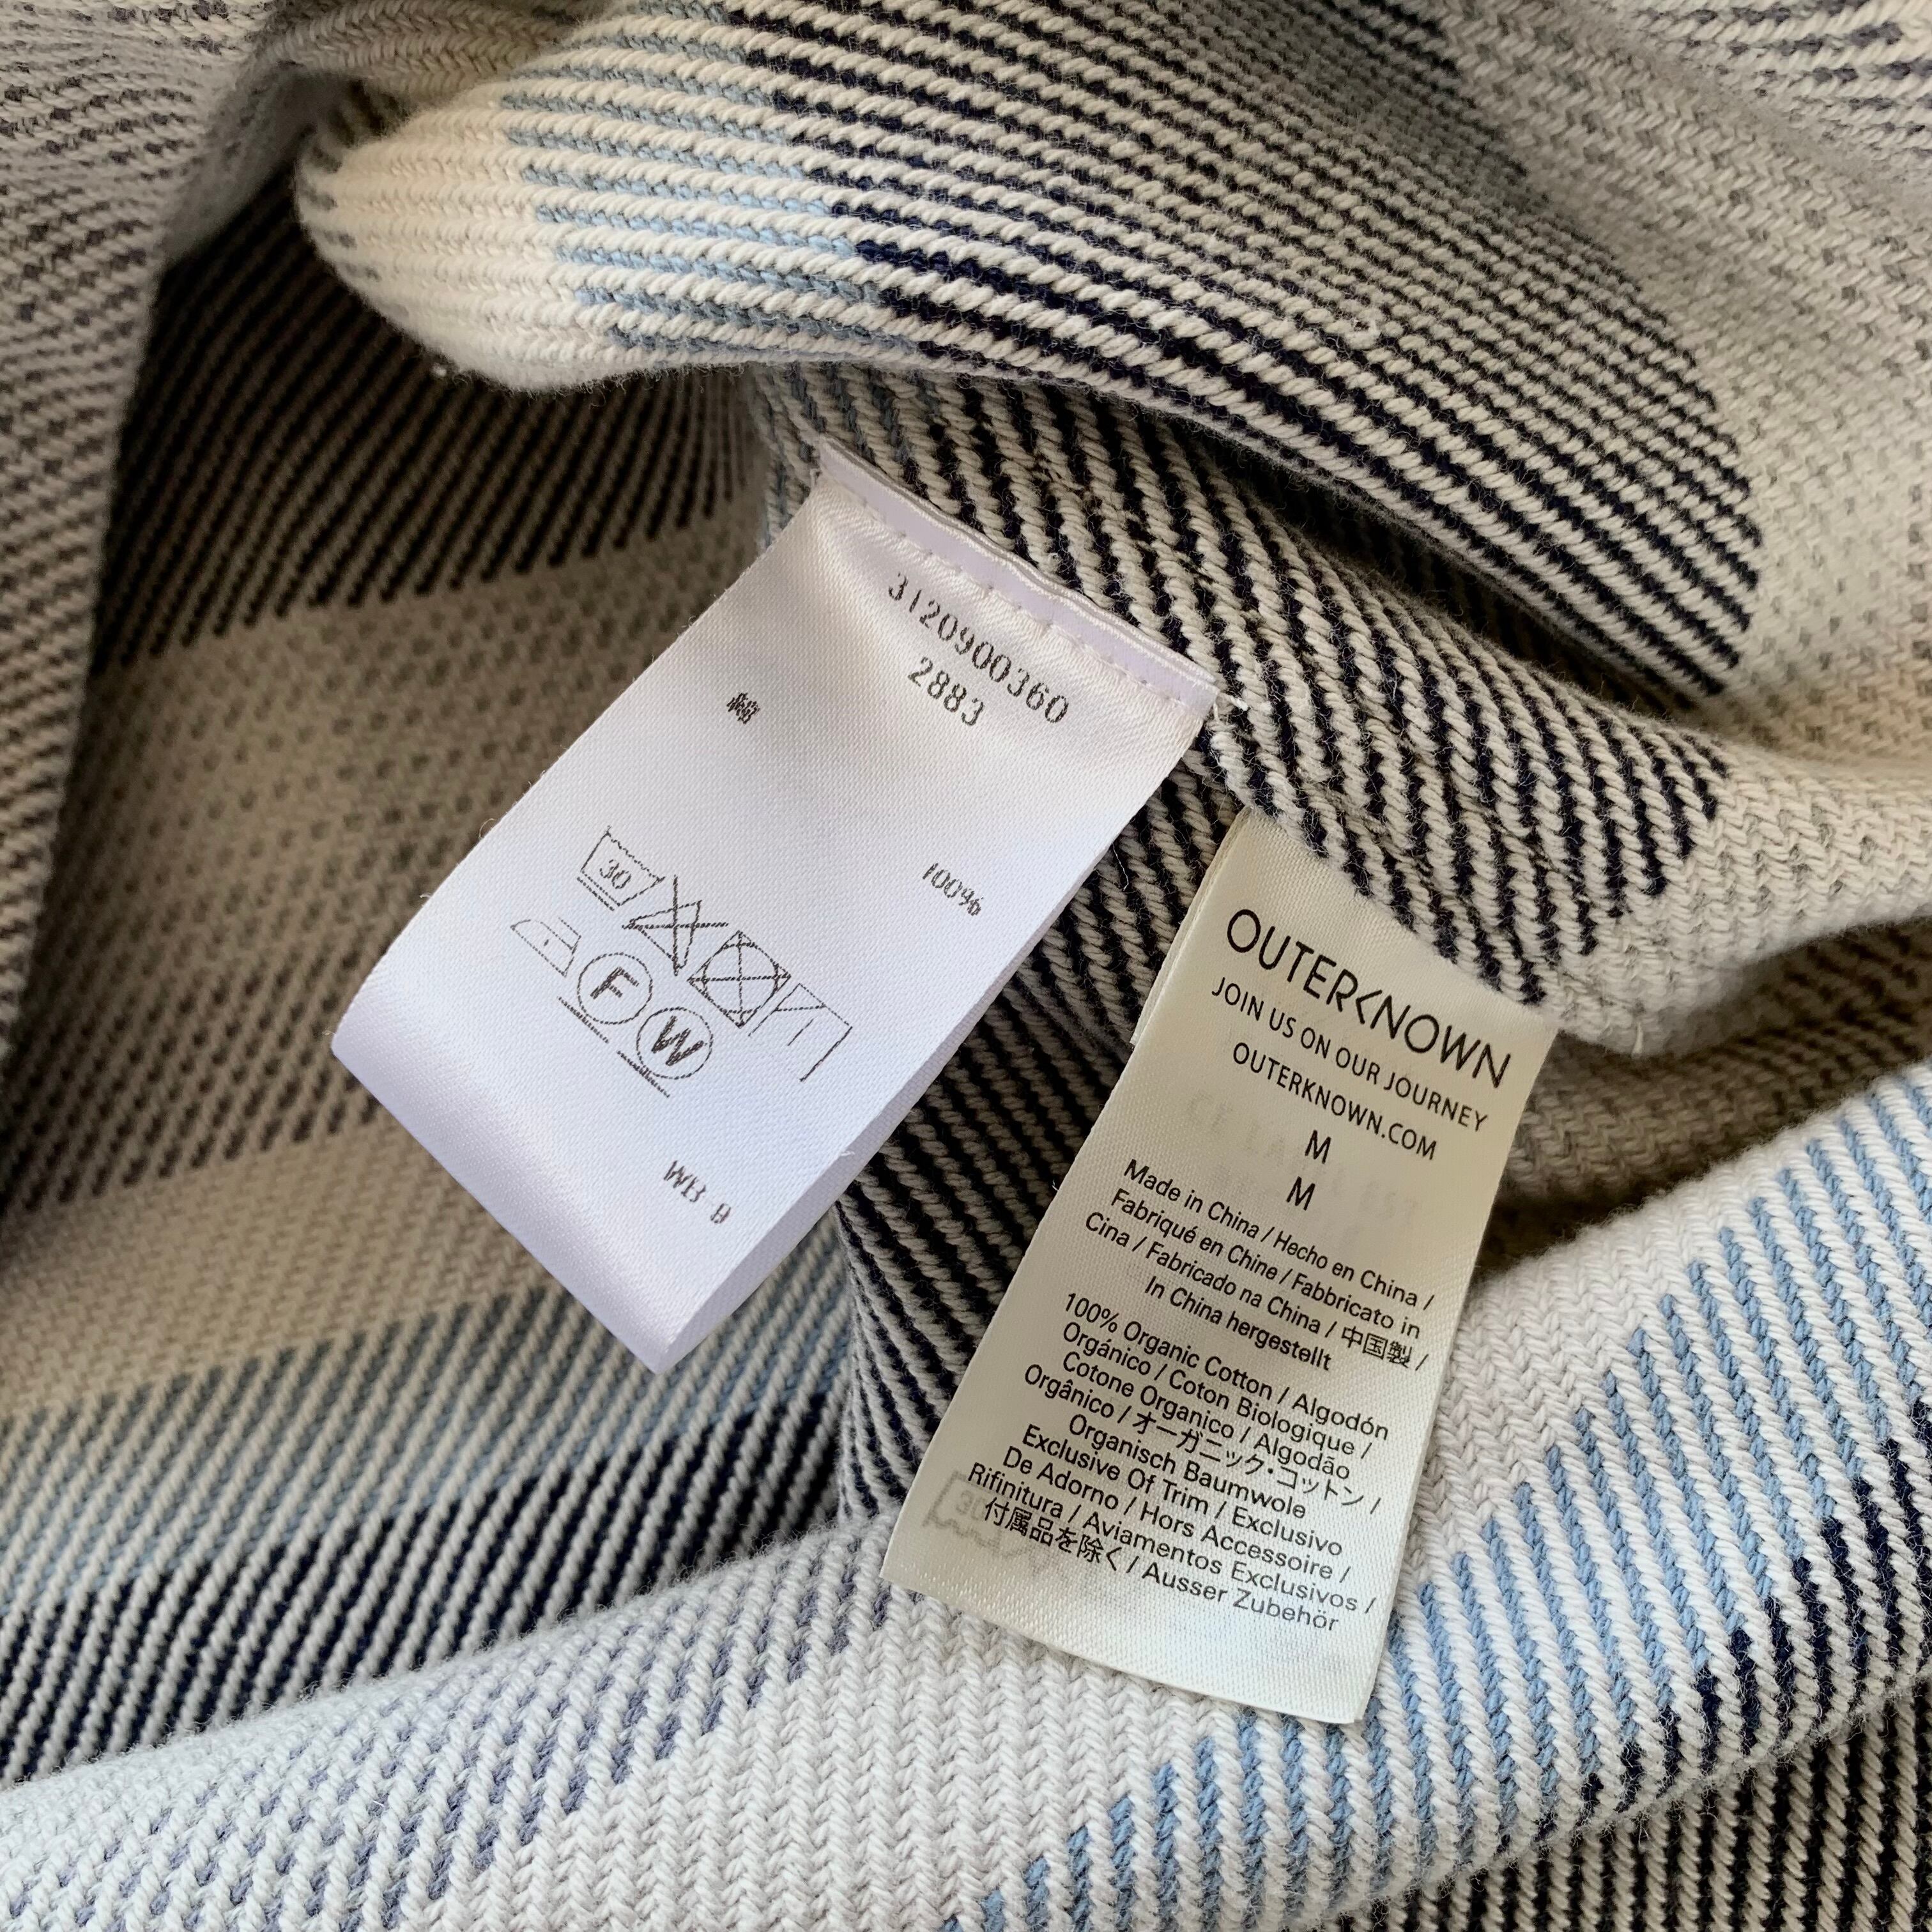 3120900360
2883
綿
100%
30
F
W
OUTERKNOWN
JOIN US ON OUR JOURNEY
OUTERKNOWN.COM
M
M
Made in China / Hecho en China /
Fabriqué en Chine / Fabbricato in
Cina / Fabricado na China / 中国製 /
In China hergestellt
100% Organic Cotton / Algodón
Orgánico / Coton Biologique /
Cotone Organico / Algodão
Orgânico / オーガニック・コットン /
Organisch Baumwole
Exclusive Of Trim / Exclusivo
De Adorno / Hors Accessoire /
Rifinitura / Aviamentos Exclusivos /
付属品を除く / Ausser Zubehör